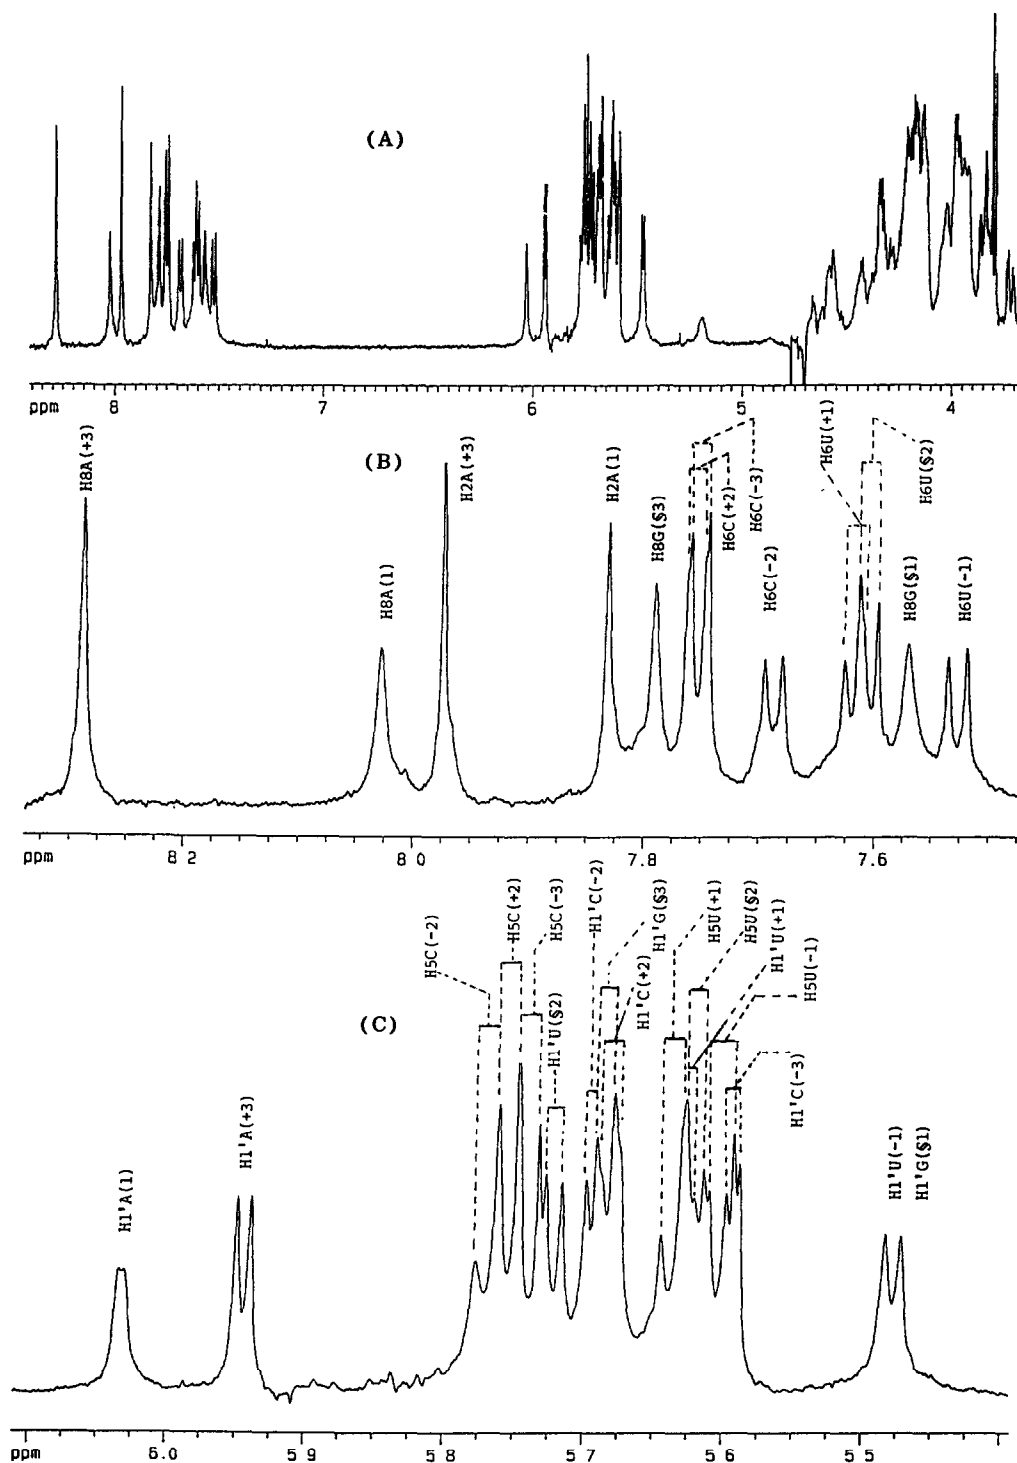 (A)
ppm 8 7 6 5 4
(B)
H8A(+3)
H8A(1)
H2A(+3)
H2A(1)
H8G(§3)
H6C(+2)
H6C(-3)
H6C(-2)
H6U(+1)
H6U(§2)
H8G(§1)
H6U(-1)
ppm 8 2 8 0 7.8 7.6
(C)
H1'A(1)
H1'A(+3)
H5C(-2)
H5C(+2)
H5C(-3)
H1'U(§2)
H1'C(-2)
H1'G(§3)
H1'C(+2)
H5U(+1)
H5U(§2)
H1'U(+1)
H5U(-1)
H1'C(-3)
H1'U(-1)
H1'G(§1)
ppm 6.0 5.9 5.8 5.7 5.6 5.5